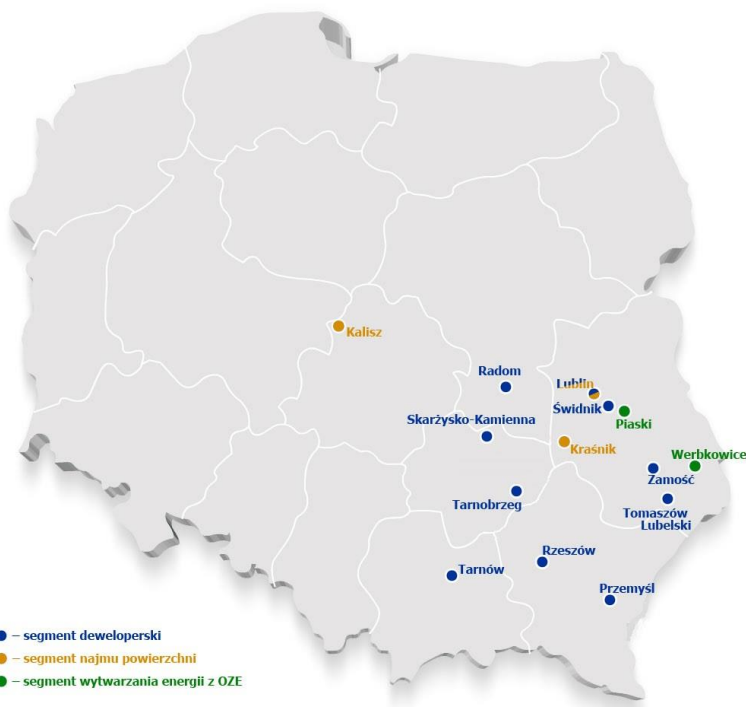 Kalisz
Radom
Lublin
Skarżysko-Kamienna
Świdnik
Piaski
Kraśnik
Werbkowice
Zamość
Tarnobrzeg
Tomaszów
Lubelski
Rzeszów
Tarnów
Przemyśl
– segment deweloperski
– segment najmu powierzchni
– segment wytwarzania energii z OZE